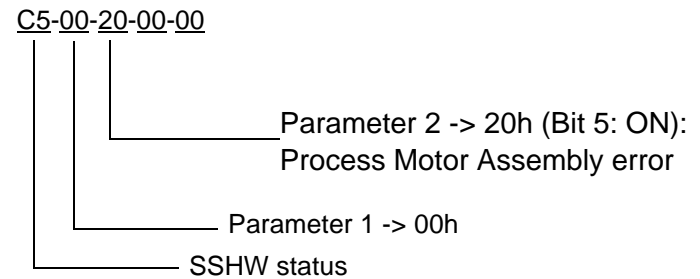 C5-00-20-00-00
Parameter 2 -> 20h (Bit 5: ON):
Process Motor Assembly error
Parameter 1 -> 00h
SSHW status